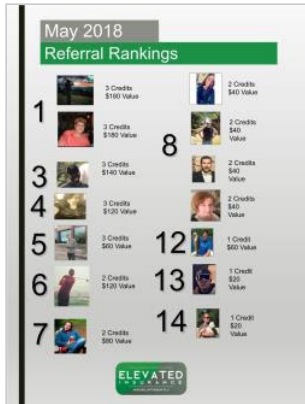 May 2018
Referral Rankings
1
3 Credits
$160 Value
3 Credits
$180 Value
3
3 Credits
$140 Value
4
3 Credits
$120 Value
5
3 Credits
$60 Value
6
2 Credits
$120 Value
7
2 Credits
$80 Value
2 Credits
$40 Value
8
2 Credits
$40
Value
2 Credits
$40
Value
2 Credits
$40
Value
12
1 Credit
$60 Value
13
1 Credit
$20
Value
14
1 Credit
$20
Value
ELEVATED
INSURANCE